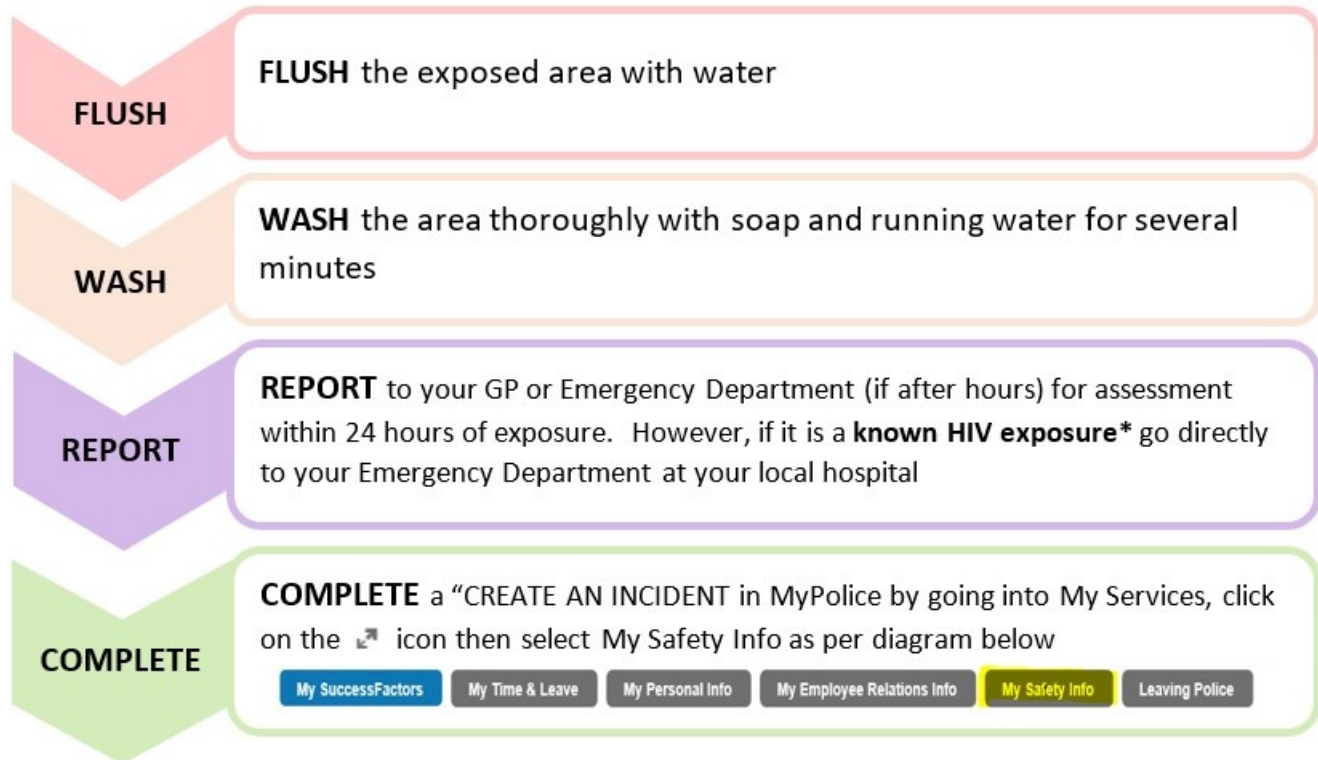 FLUSH
FLUSH the exposed area with water
WASH
WASH the area thoroughly with soap and running water for several
minutes
REPORT
REPORT to your GP or Emergency Department (if after hours) for assessment
within 24 hours of exposure. However, if it is a known HIV exposure* go directly
to your Emergency Department at your local hospital
COMPLETE
COMPLETE a “CREATE AN INCIDENT in MyPolice by going into My Services, click
on the icon then select My Safety Info as per diagram below
My SuccessFactors My Time & Leave My Personal Info My Employee Relations Info My Safety Info Leaving Police